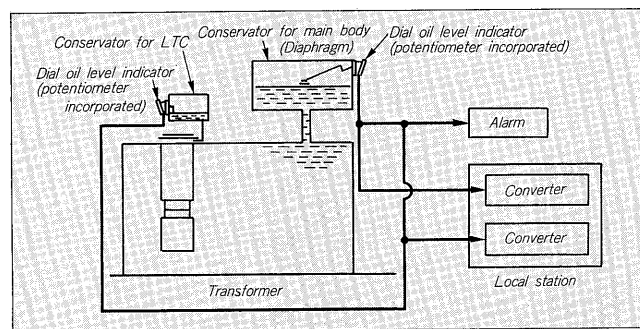 Conservator for LTC
Conservator for main body
(Diaphragm)
Dial oil level indicator
(potentiometer incorporated)
Dial oil level indicator
(potentiometer
incorporated)
Alarm
Converter
Converter
Local station
Transformer